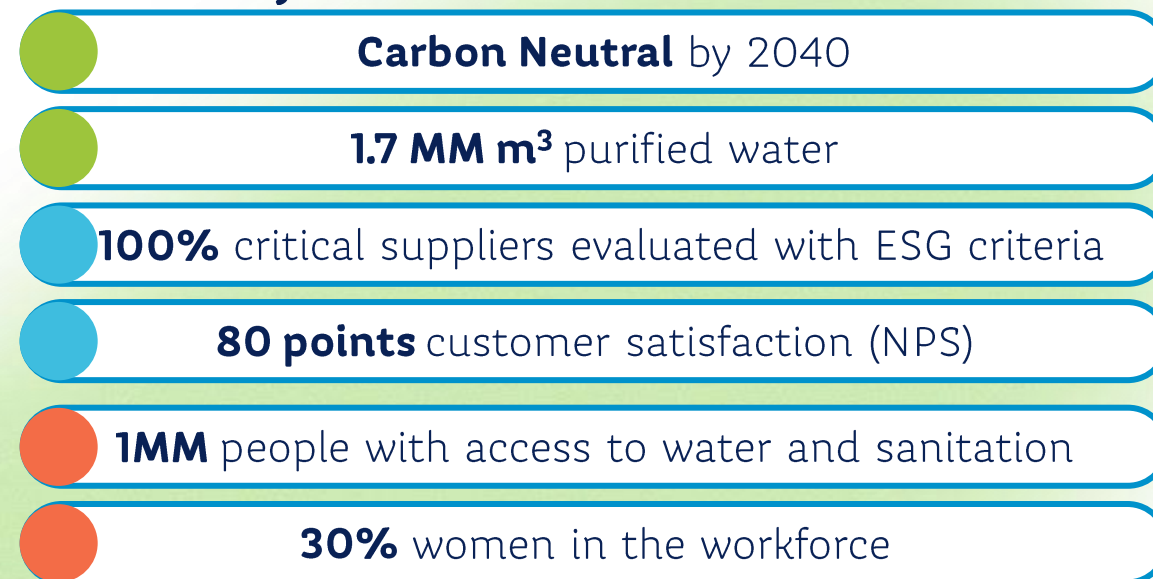 Carbon Neutral by 2040
1.7 MM m³ purified water
100% critical suppliers evaluated with ESG criteria
80 points customer satisfaction (NPS)
1MM people with access to water and sanitation
30% women in the workforce